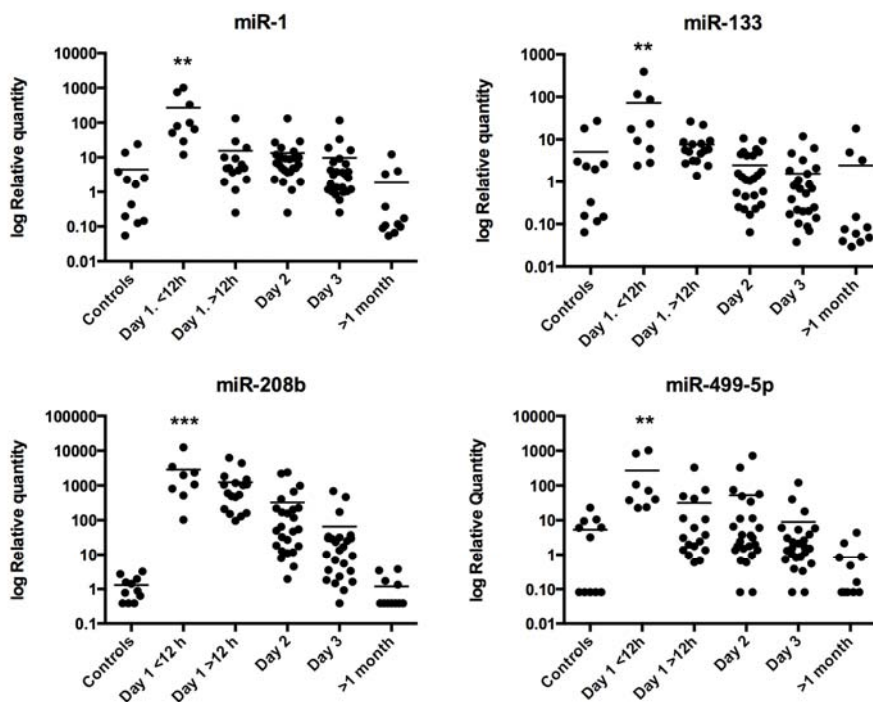 miR-1
**
log Relative quantity
10000
1000
100
10
1
0.10
0.01
Controls
Day 1. <12h
Day 1. >12h
Day 2
Day 3
>1 month
miR-133
**
log Relative quantity
1000
100
10
1
0.10
0.01
Controls
Day 1. <12h
Day 1. >12h
Day 2
Day 3
>1 month
miR-208b
***
log Relative quantity
100000
10000
1000
100
10
1
0.1
Controls
Day 1 <12 h
Day 1 >12 h
Day 2
Day 3
>1 month
miR-499-5p
**
log Relative Quantity
10000
1000
100
10
1
0.10
0.01
Controls
Day 1 <12h
Day 1 >12h
Day 2
Day 3
>1 month